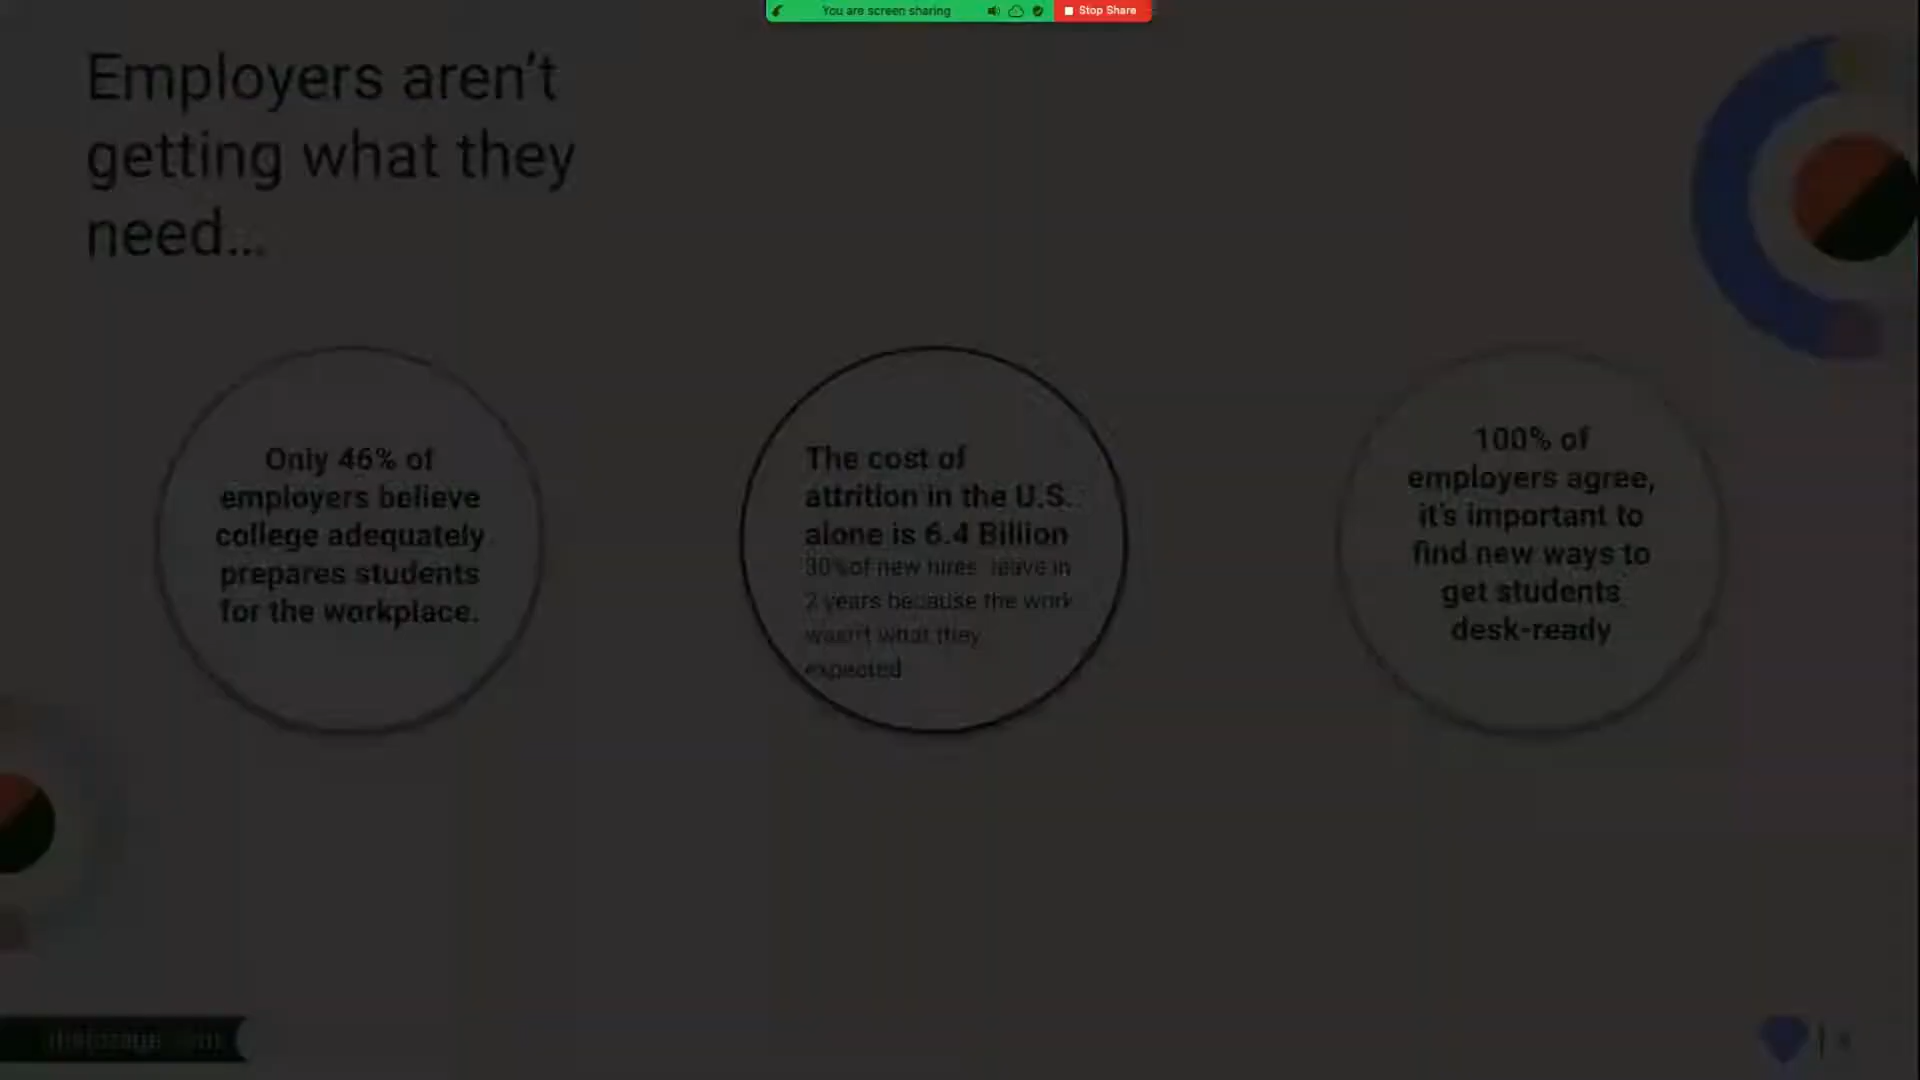 You are screen sharing
Stop Share
Employers aren't
getting what they
need...
Only 46% of
employers believe
college adequately
prepares students
for the workplace.
The cost of
attrition in the U.S.
alone is 6.4 Billion
30%of new hires leave in
2 years because the work
wasn't what they
expected
100% of
employers agree,
it's important to
find new ways to
get students
desk-ready